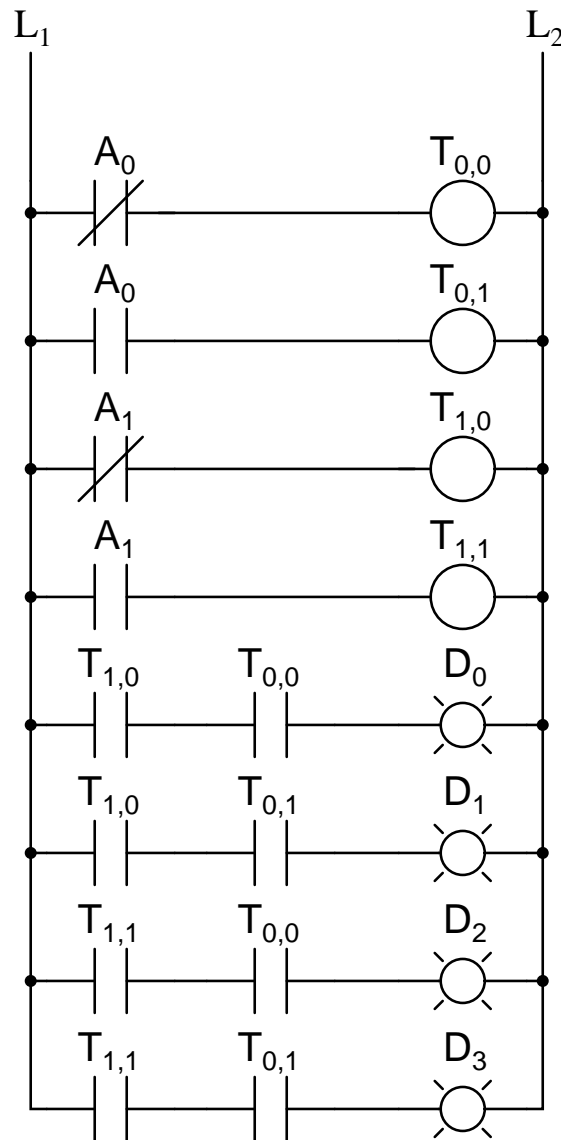 L1 L2
A0 T0,0
A0 T0,1
A1 T1,0
A1 T1,1
T1,0 T0,0 D0
T1,0 T0,1 D1
T1,1 T0,0 D2
T1,1 T0,1 D3